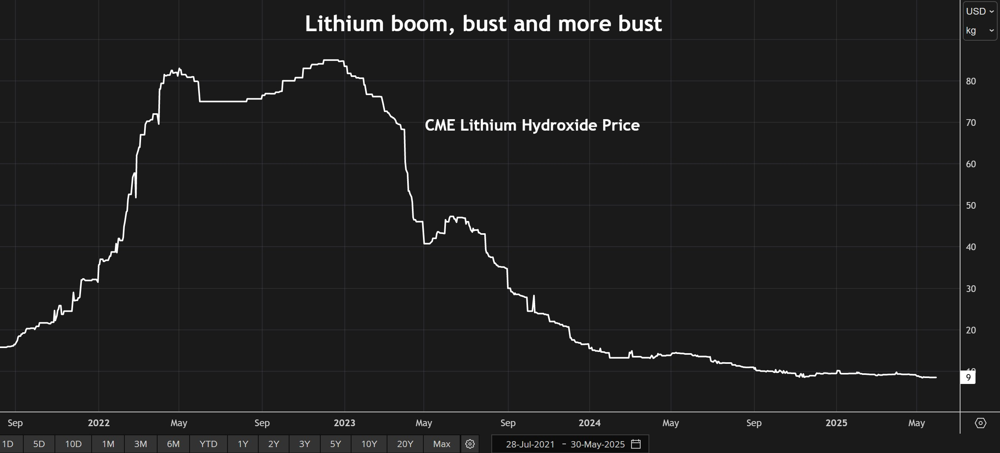 Lithium boom, bust and more bust
USD
kg
CME Lithium Hydroxide Price
80
70
60
50
40
30
20
10
9
Sep 2022 May Sep 2023 May Sep 2024 May Sep 2025 May
1D 5D 10D 1M 3M 6M YTD 1Y 2Y 3Y 5Y 10Y 20Y Max 28-Jul-2021 - 30-May-2025